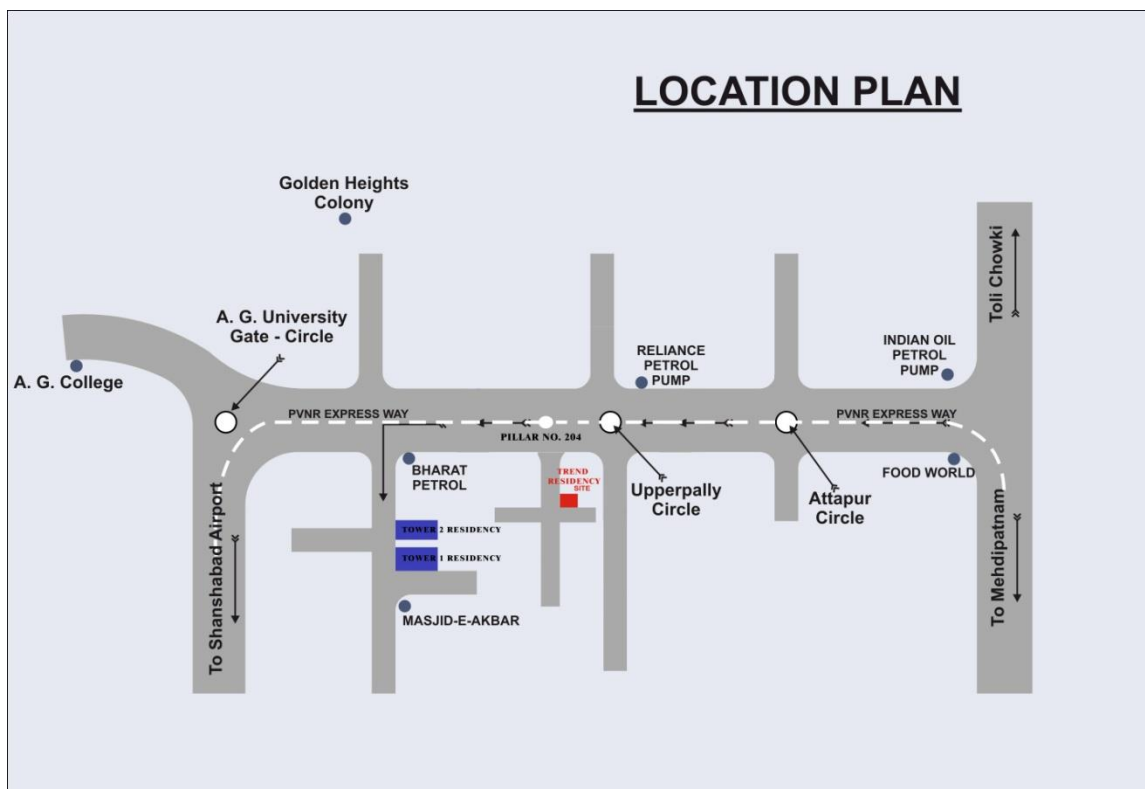 LOCATION PLAN
Golden Heights
Colony
Toli Chowki
A. G. University
Gate - Circle
A. G. College
RELIANCE
PETROL
PUMP
INDIAN OIL
PETROL
PUMP
PVNR EXPRESS WAY
PVNR EXPRESS WAY
PILLAR NO. 204
BHARAT
PETROL
TREND
RESIDENCY
SITE
Upperpally
Circle
Attapur
Circle
FOOD WORLD
To Shanshabad Airport
TOWER 2 RESIDENCY
TOWER 1 RESIDENCY
MASJID-E-AKBAR
To Mehdipatnam